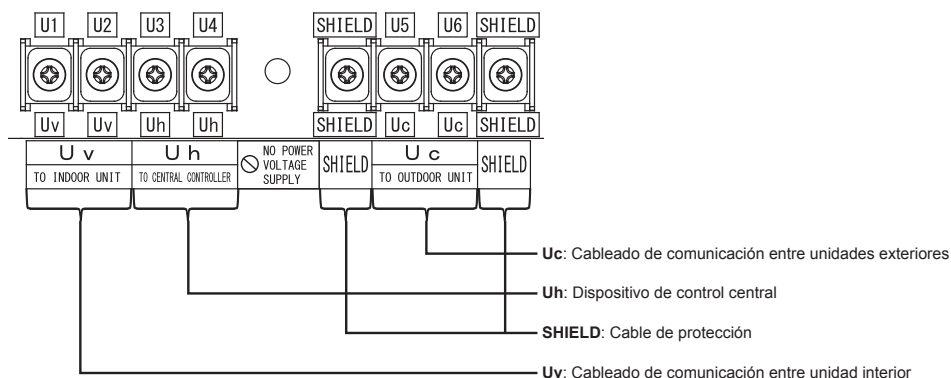 U1 U2 U3 U4 SHIELD U5 U6 SHIELD
Uv Uv Uh Uh SHIELD Uc Uc SHIELD
U v
TO INDOOR UNIT
U h
TO CENTRAL CONTROLLER
NO POWER
VOLTAGE
SUPPLY
SHIELD
U c
TO OUTDOOR UNIT
SHIELD
Uc: Cableado de comunicación entre unidades exteriores
Uh: Dispositivo de control central
SHIELD: Cable de protección
Uv: Cableado de comunicación entre unidad interior